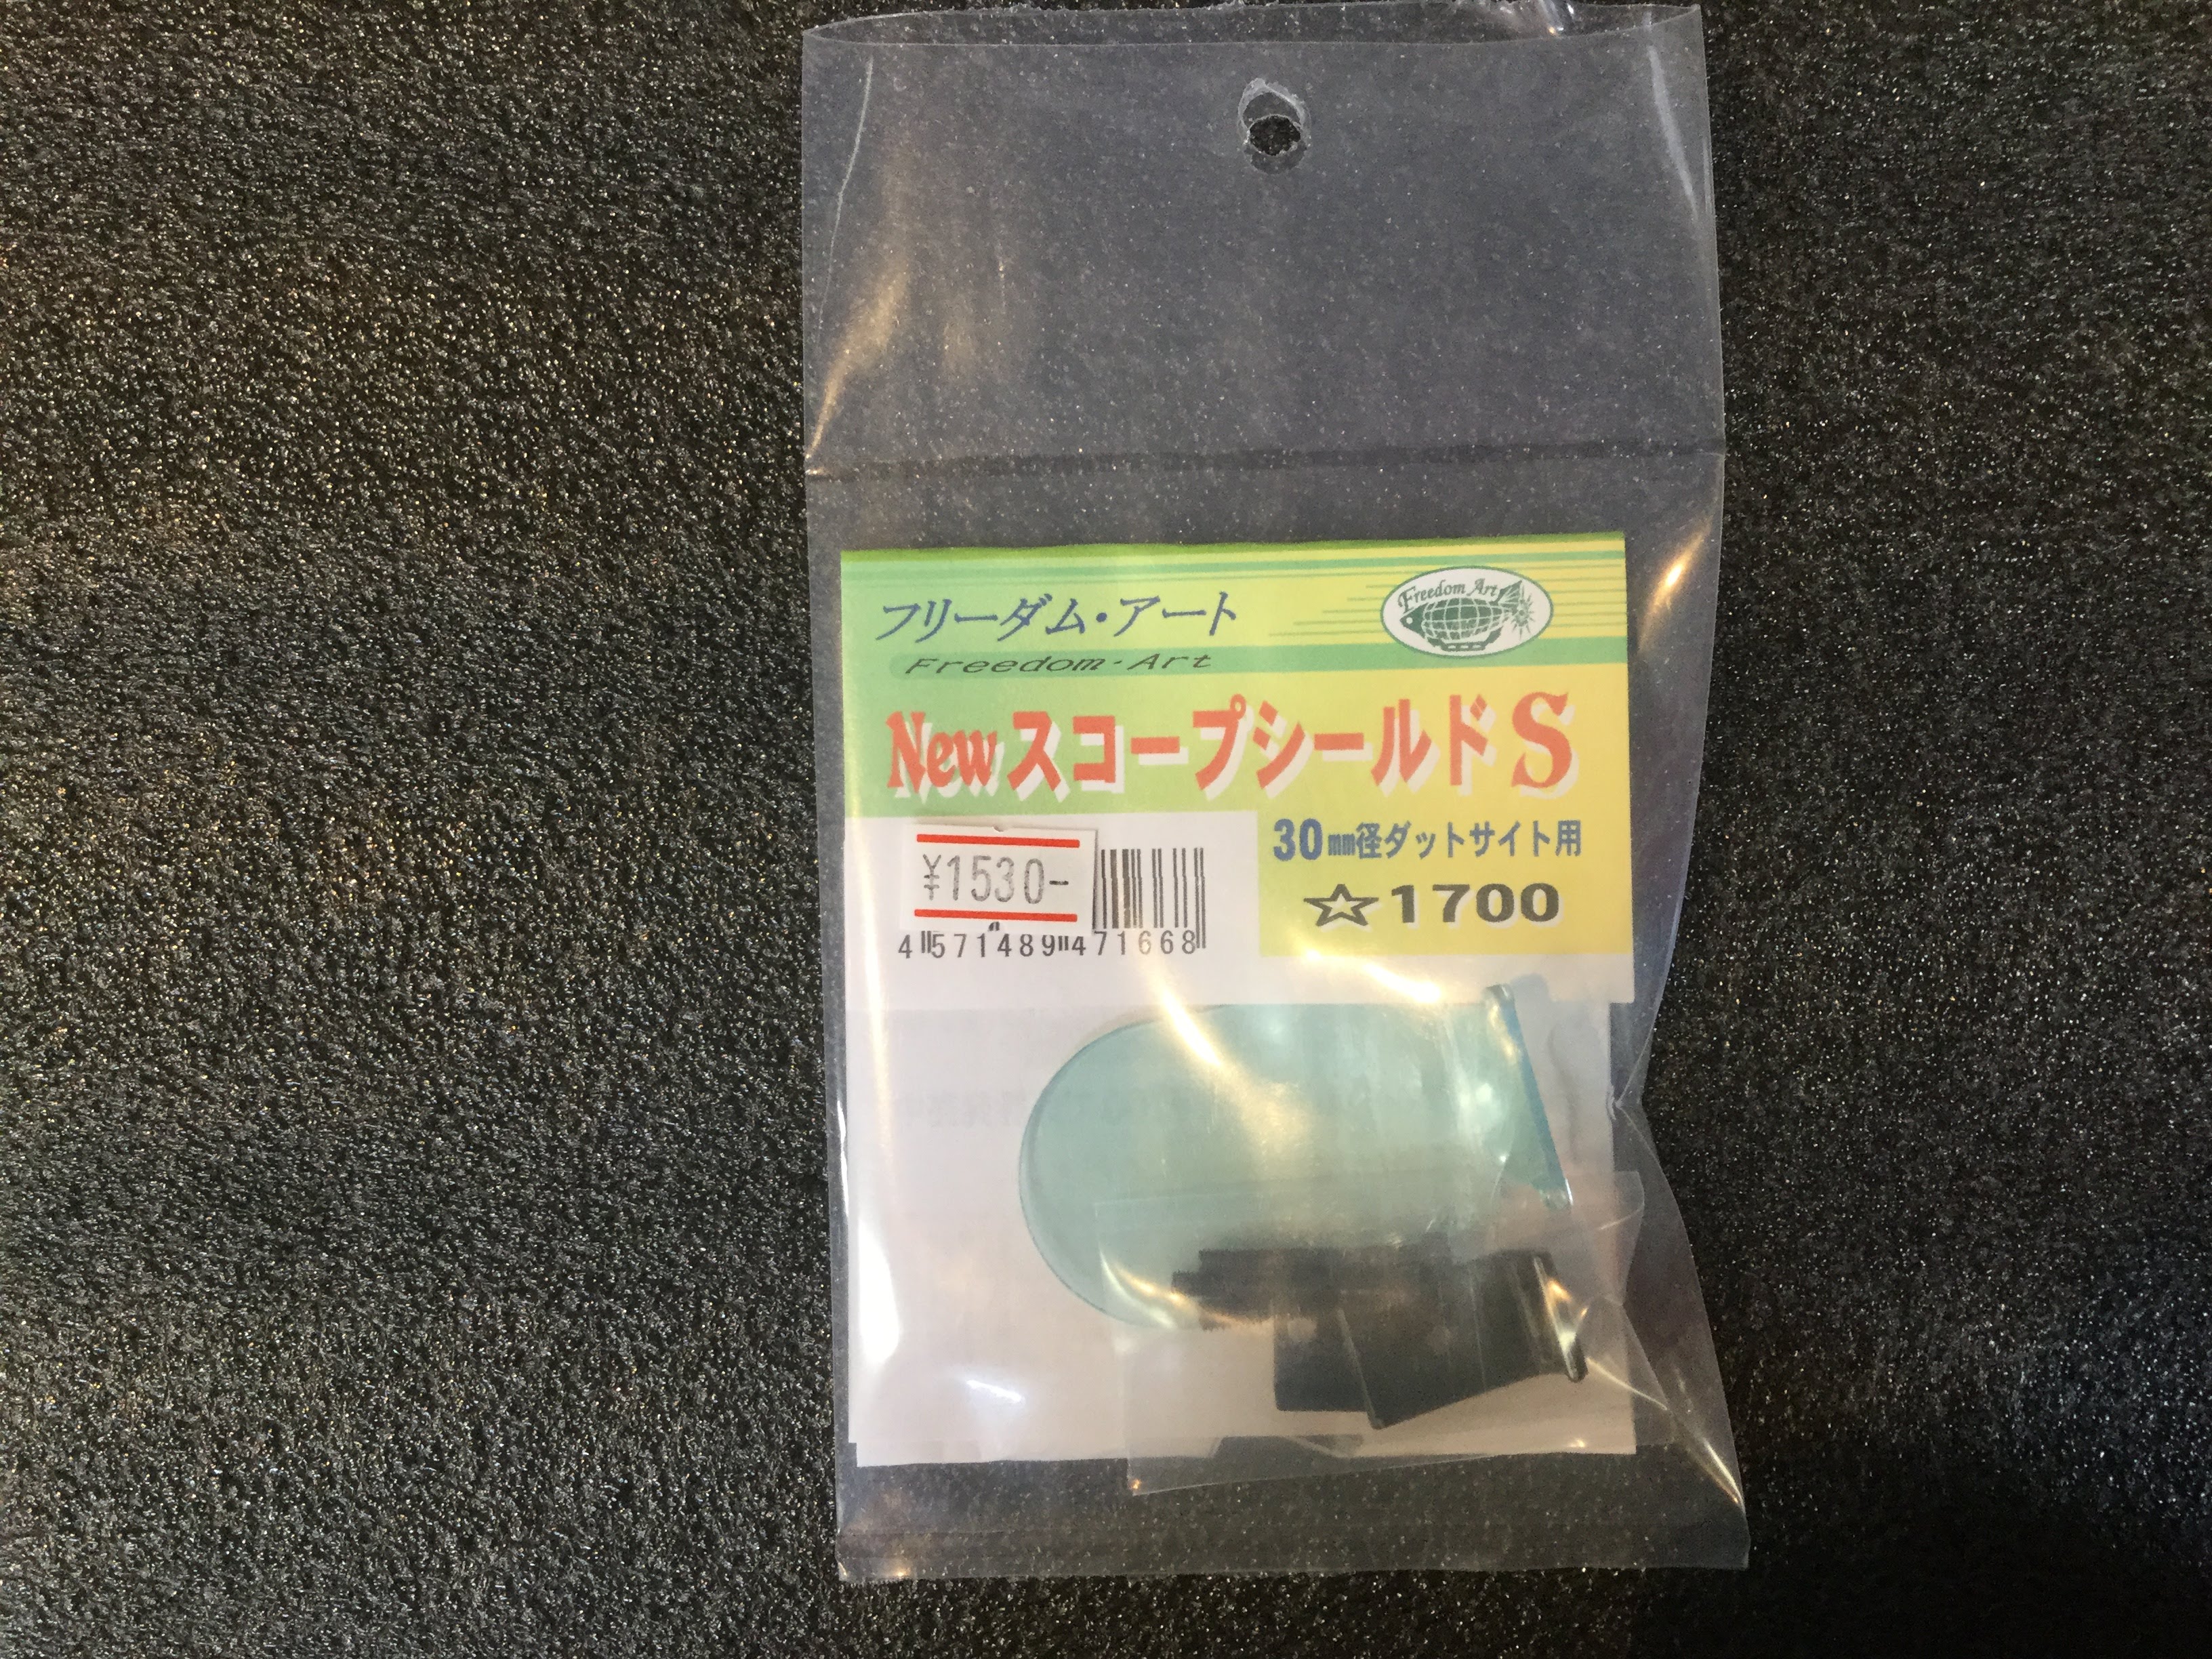 フリーダム・アート
Freedom Art
Freedom-Art
NewスコープシールドS
30㎜径ダットサイト用
¥1530-
☆1700
4571489471668